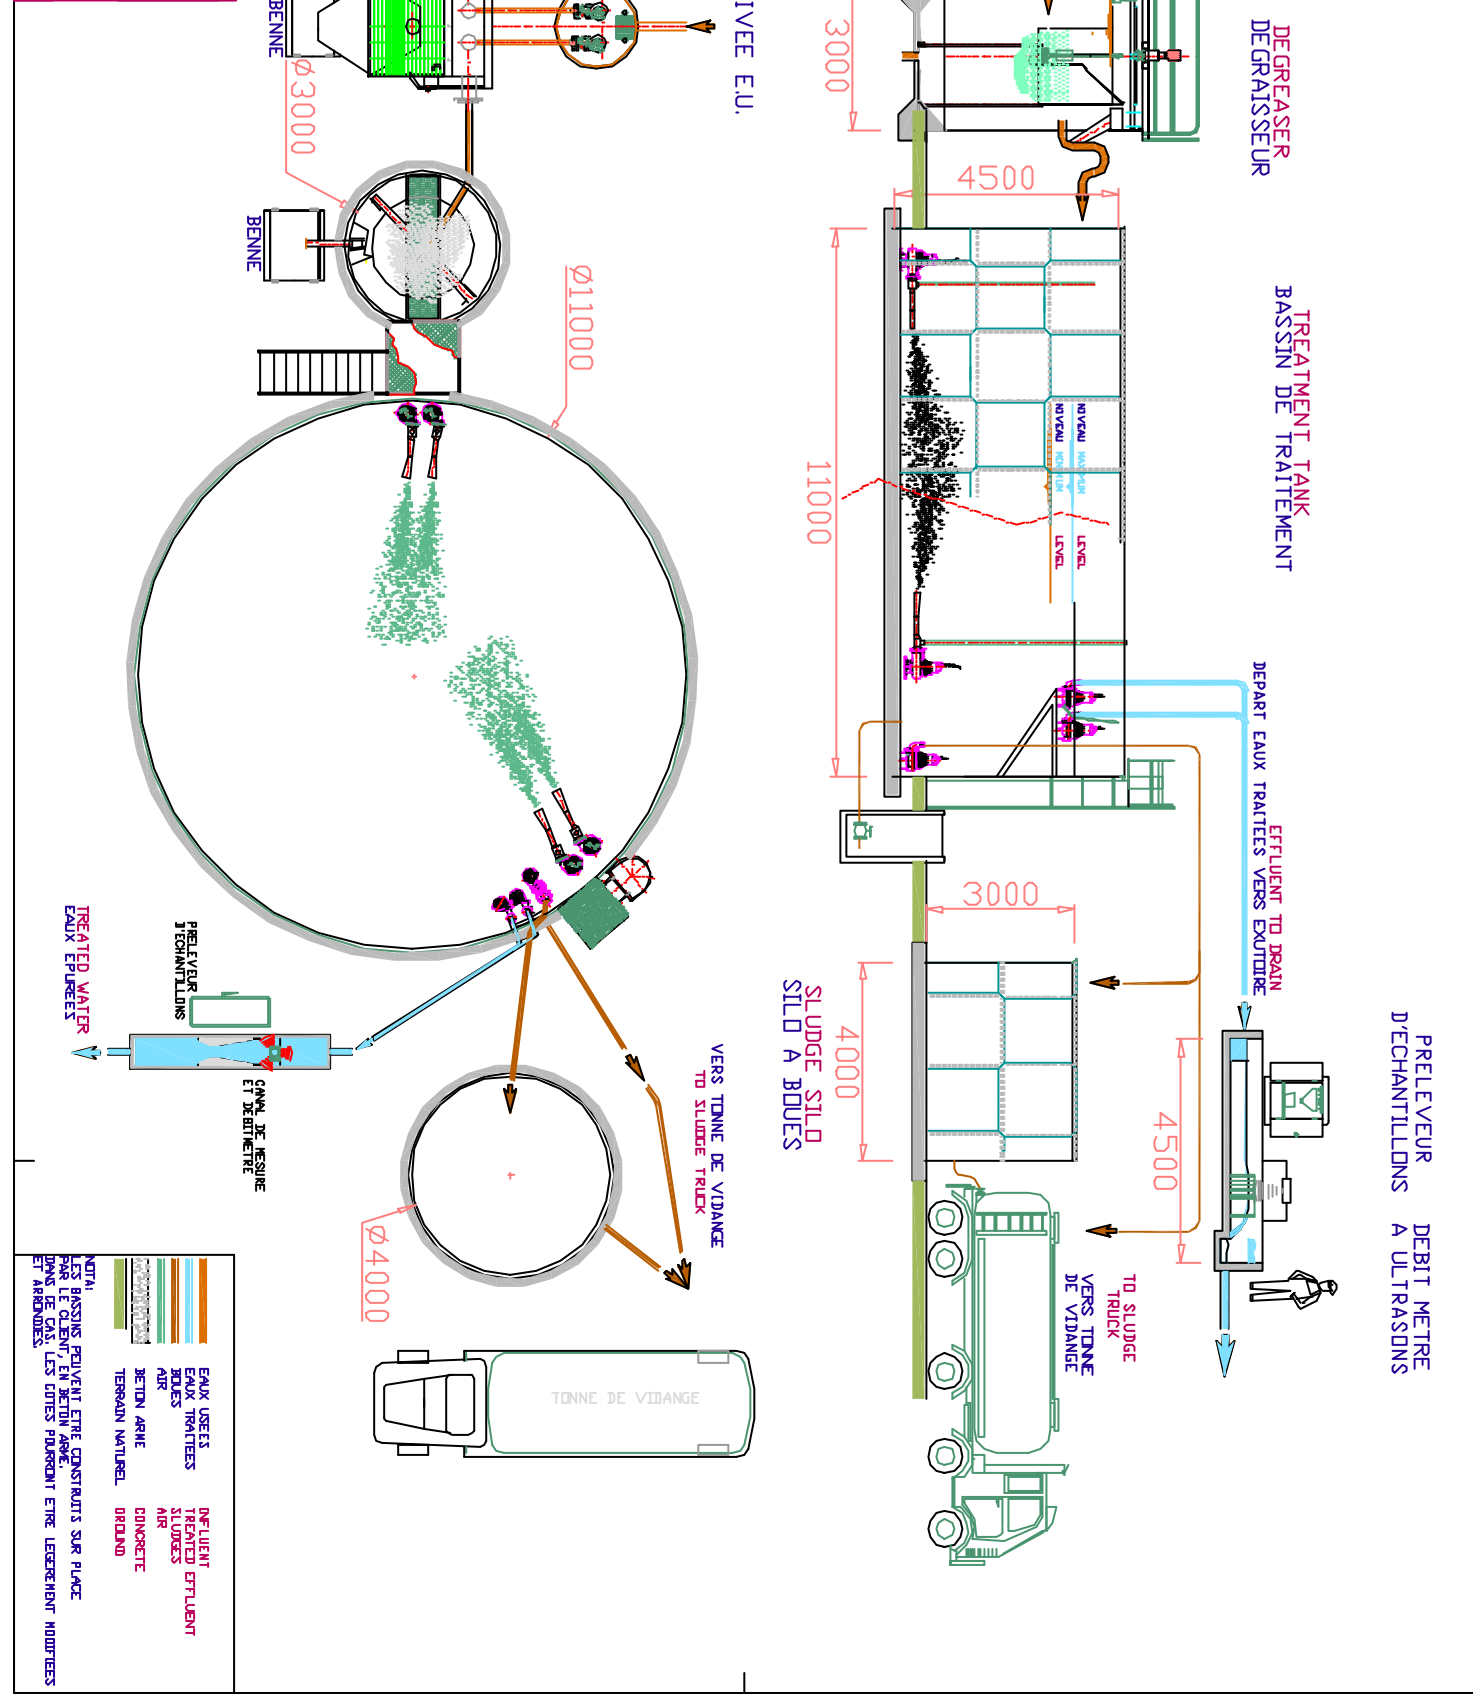 DEGREASER
DEGRAISSEUR
TREATMENT TANK
BASSIN DE TRAITEMENT
PRELEVEUR
D'ECHANTILLONS
DEBIT METRE
A ULTRASONS
EFFLUENT TO DRAIN
DEPART EAUX TRAITEES VERS EXUTOIRE
3000
4500
11000
NIVEAU MAXIMUM LEVEL
NIVEAU MINIMUM LEVEL
3000
4000
4500
SLUDGE SILO
SILO A BOUES
TO SLUDGE
TRUCK
VERS TONNE
DE VIDANGE
IVEE E.U.
BENNE
Ø3000
BENNE
Ø11000
VERS TONNE DE VIDANGE
TO SLUDGE TRUCK
Ø4000
TONNE DE VIDANGE
PRELEVEUR
D'ECHANTILLONS
CANAL DE MESURE
ET DEBITMETRE
TREATED WATER
EAUX EPUREES
EAUX USEES INFLUENT
EAUX TRAITEES TREATED EFFLUENT
BOUES SLUDGES
AIR AIR
BETON ARME CONCRETE
TERRAIN NATUREL GROUND
NOTA:
LES BASSINS PEUVENT ETRE CONSTRUITS SUR PLACE
PAR LE CLIENT, EN BETON ARME.
DANS CE CAS, LES COTES POURRONT ETRE LEGEREMENT MODIFIEES
ET ARRONDIES.